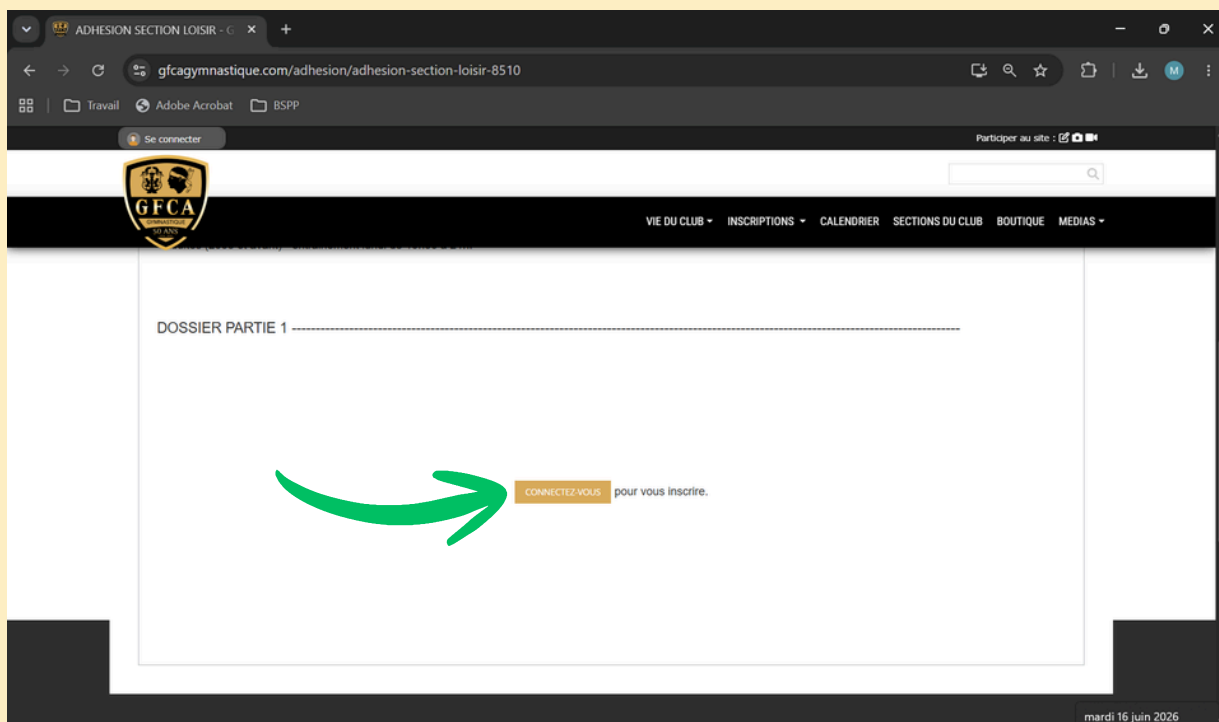 ADHESION SECTION LOISIR - G
gfcagymnastique.com/adhesion/adhesion-section-loisir-8510
M
Travail
Adobe Acrobat
BSPP
Se connecter
Participer au site :
GFCA
GYMNASTIQUE
50 ANS
VIE DU CLUB
INSCRIPTIONS
CALENDRIER
SECTIONS DU CLUB
BOUTIQUE
MEDIAS
DOSSIER PARTIE 1 ----------------------------------------------------------------------------------------------------------------------------------------
CONNECTEZ-VOUS pour vous inscrire.
mardi 16 juin 2026